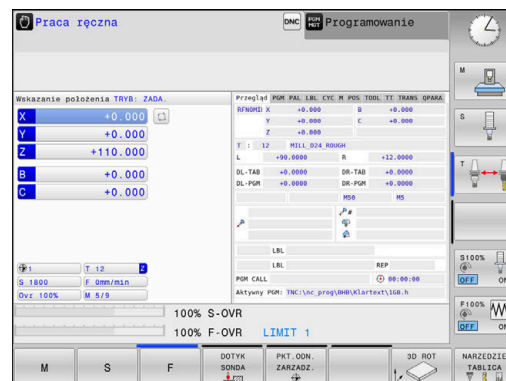 Praca ręczna
DNC
PGM MGT
Programowanie
Wskazanie położenia TRYB: ZADA.
X +0.000
Y +0.000
Z +110.000
B +0.000
C +0.000
1 T 12 Z
S 1800 F 0mm/min
Ovr 100% M 5/9
Przegląd PGM PAL LBL CYC M POS TOOL TT TRANS QPARA
RFNOMI X +0.000 B +0.000
Y +0.000 C +0.000
Z +0.000
T : 12 MILL_D24_ROUGH
L +90.0000 R +12.0000
DL-TAB +0.0000 DR-TAB +0.0000
DL-PGM +0.0000 DR-PGM +0.0000
M50 M5
P#
LBL
LBL REP
PGM CALL 00:00:00
Aktywny PGM: TNC:\nc_prog\BHB\Klartext\1GB.h
100% S-OVR
100% F-OVR LIMIT 1
M
S
T
S100%
OFF ON
F100%
OFF ON
M
S
F
DOTYK
SONDA
PKT.ODN.
ZARZADZ.
3D ROT
NARZEDZIE
TABLICA